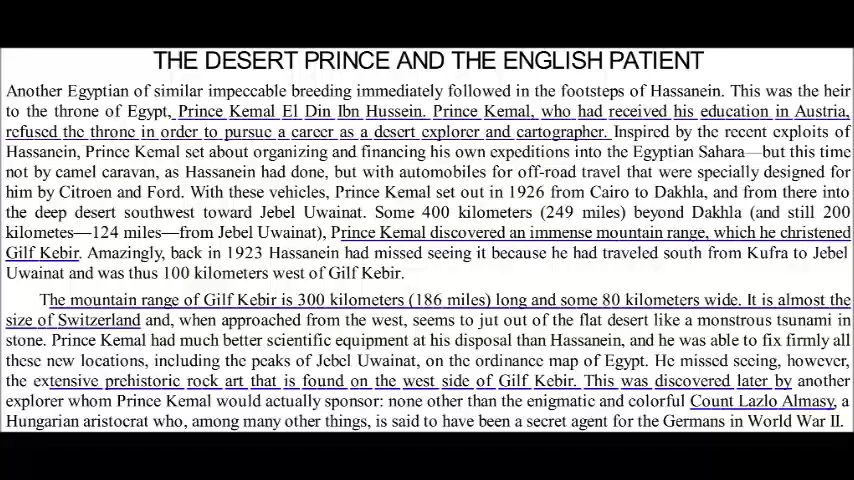 THE DESERT PRINCE AND THE ENGLISH PATIENT
Another Egyptian of similar impeccable breeding immediately followed in the footsteps of Hassanein. This was the heir
to the throne of Egypt, Prince Kemal El Din Ibn Hussein. Prince Kemal, who had received his education in Austria,
refused the throne in order to pursue a career as a desert explorer and cartographer. Inspired by the recent exploits of
Hassanein, Prince Kemal set about organizing and financing his own expeditions into the Egyptian Sahara—but this time
not by camel caravan, as Hassanein had done, but with automobiles for off-road travel that were specially designed for
him by Citroen and Ford. With these vehicles, Prince Kemal set out in 1926 from Cairo to Dakhla, and from there into
the deep desert southwest toward Jebel Uwainat. Some 400 kilometers (249 miles) beyond Dakhla (and still 200
kilometes—124 miles—from Jebel Uwainat), Prince Kemal discovered an immense mountain range, which he christened
Gilf Kebir. Amazingly, back in 1923 Hassanein had missed seeing it because he had traveled south from Kufra to Jebel
Uwainat and was thus 100 kilometers west of Gilf Kebir.
The mountain range of Gilf Kebir is 300 kilometers (186 miles) long and some 80 kilometers wide. It is almost the
size of Switzerland and, when approached from the west, seems to jut out of the flat desert like a monstrous tsunami in
stone. Prince Kemal had much better scientific equipment at his disposal than Hassanein, and he was able to fix firmly all
these new locations, including the peaks of Jebel Uwainat, on the ordinance map of Egypt. He missed seeing, however,
the extensive prehistoric rock art that is found on the west side of Gilf Kebir. This was discovered later by another
explorer whom Prince Kemal would actually sponsor: none other than the enigmatic and colorful Count Lazlo Almasy, a
Hungarian aristocrat who, among many other things, is said to have been a secret agent for the Germans in World War II.